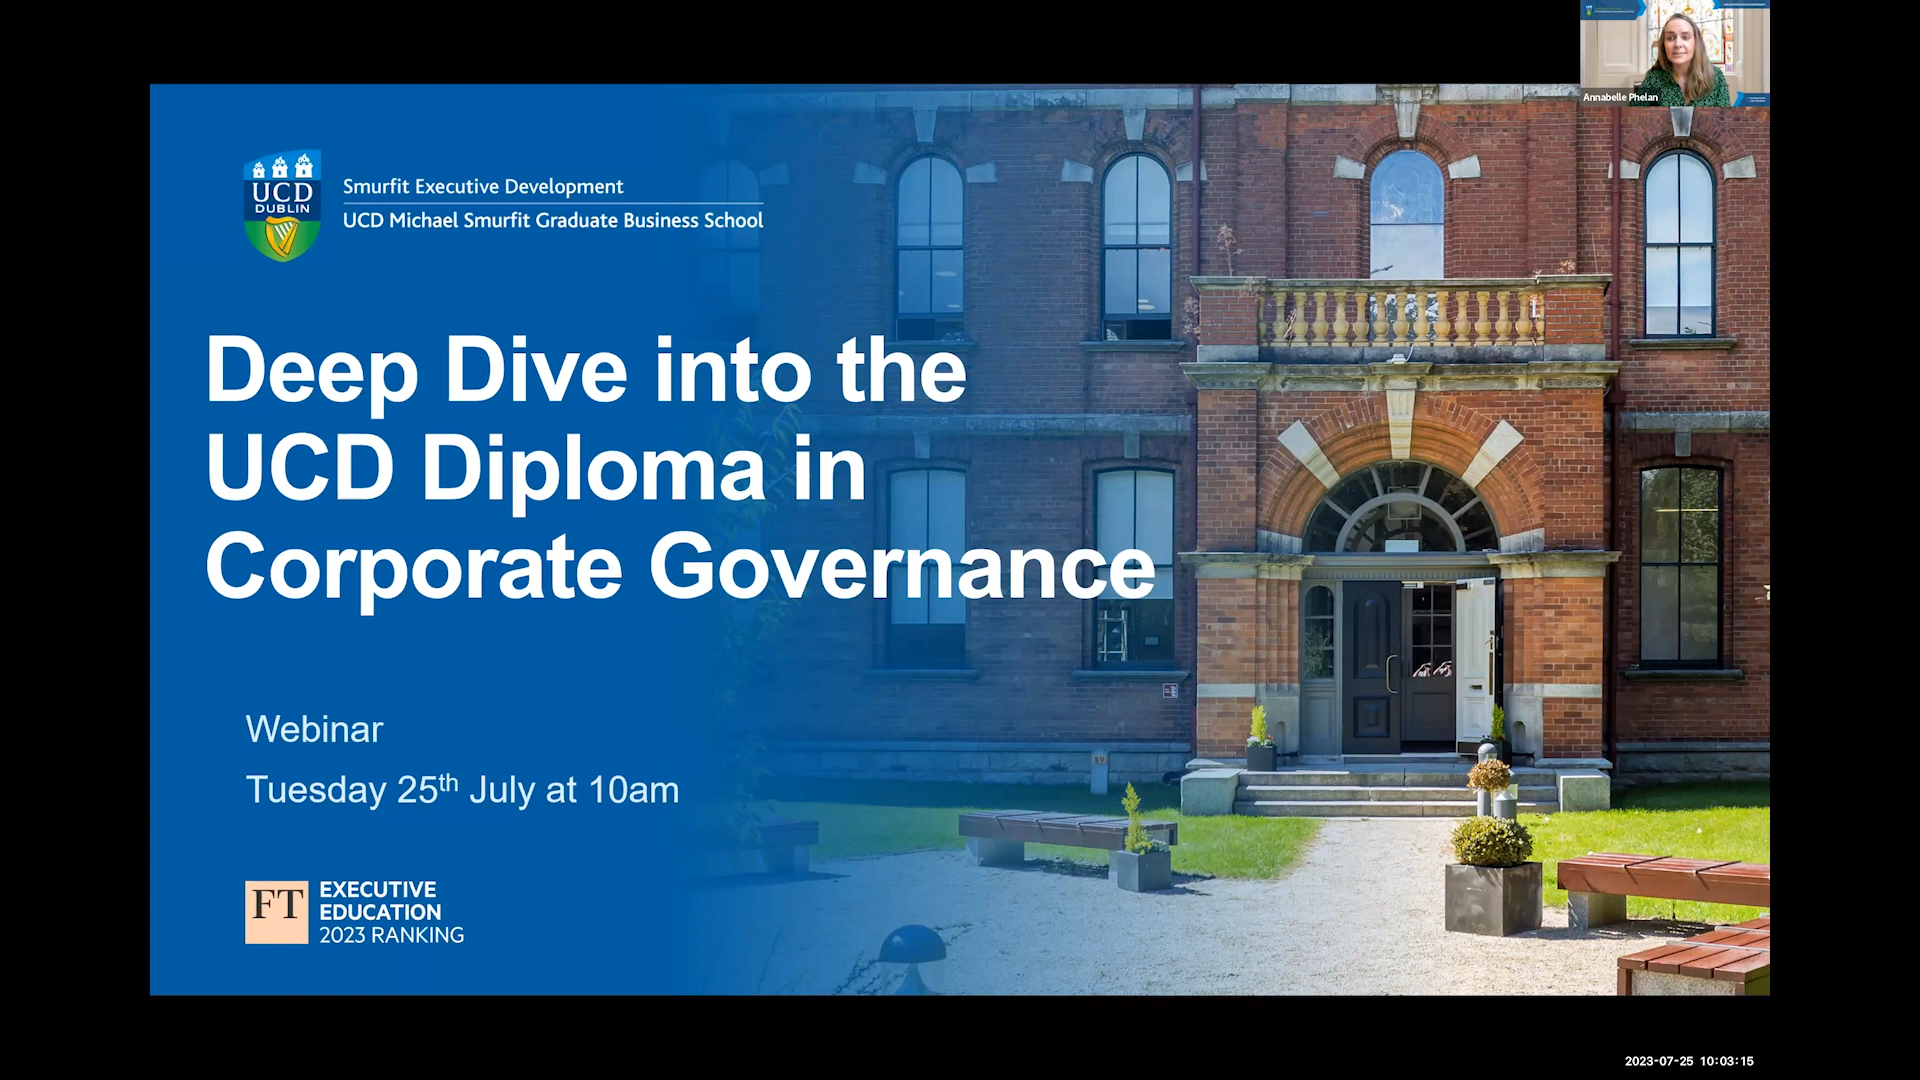 Annabelle Phelan
UCD
DUBLIN
Smurfit Executive Development
UCD Michael Smurfit Graduate Business School
Deep Dive into the
UCD Diploma in
Corporate Governance
Webinar
Tuesday 25th July at 10am
FT
EXECUTIVE
EDUCATION
2023 RANKING
2023-07-25 10:03:15